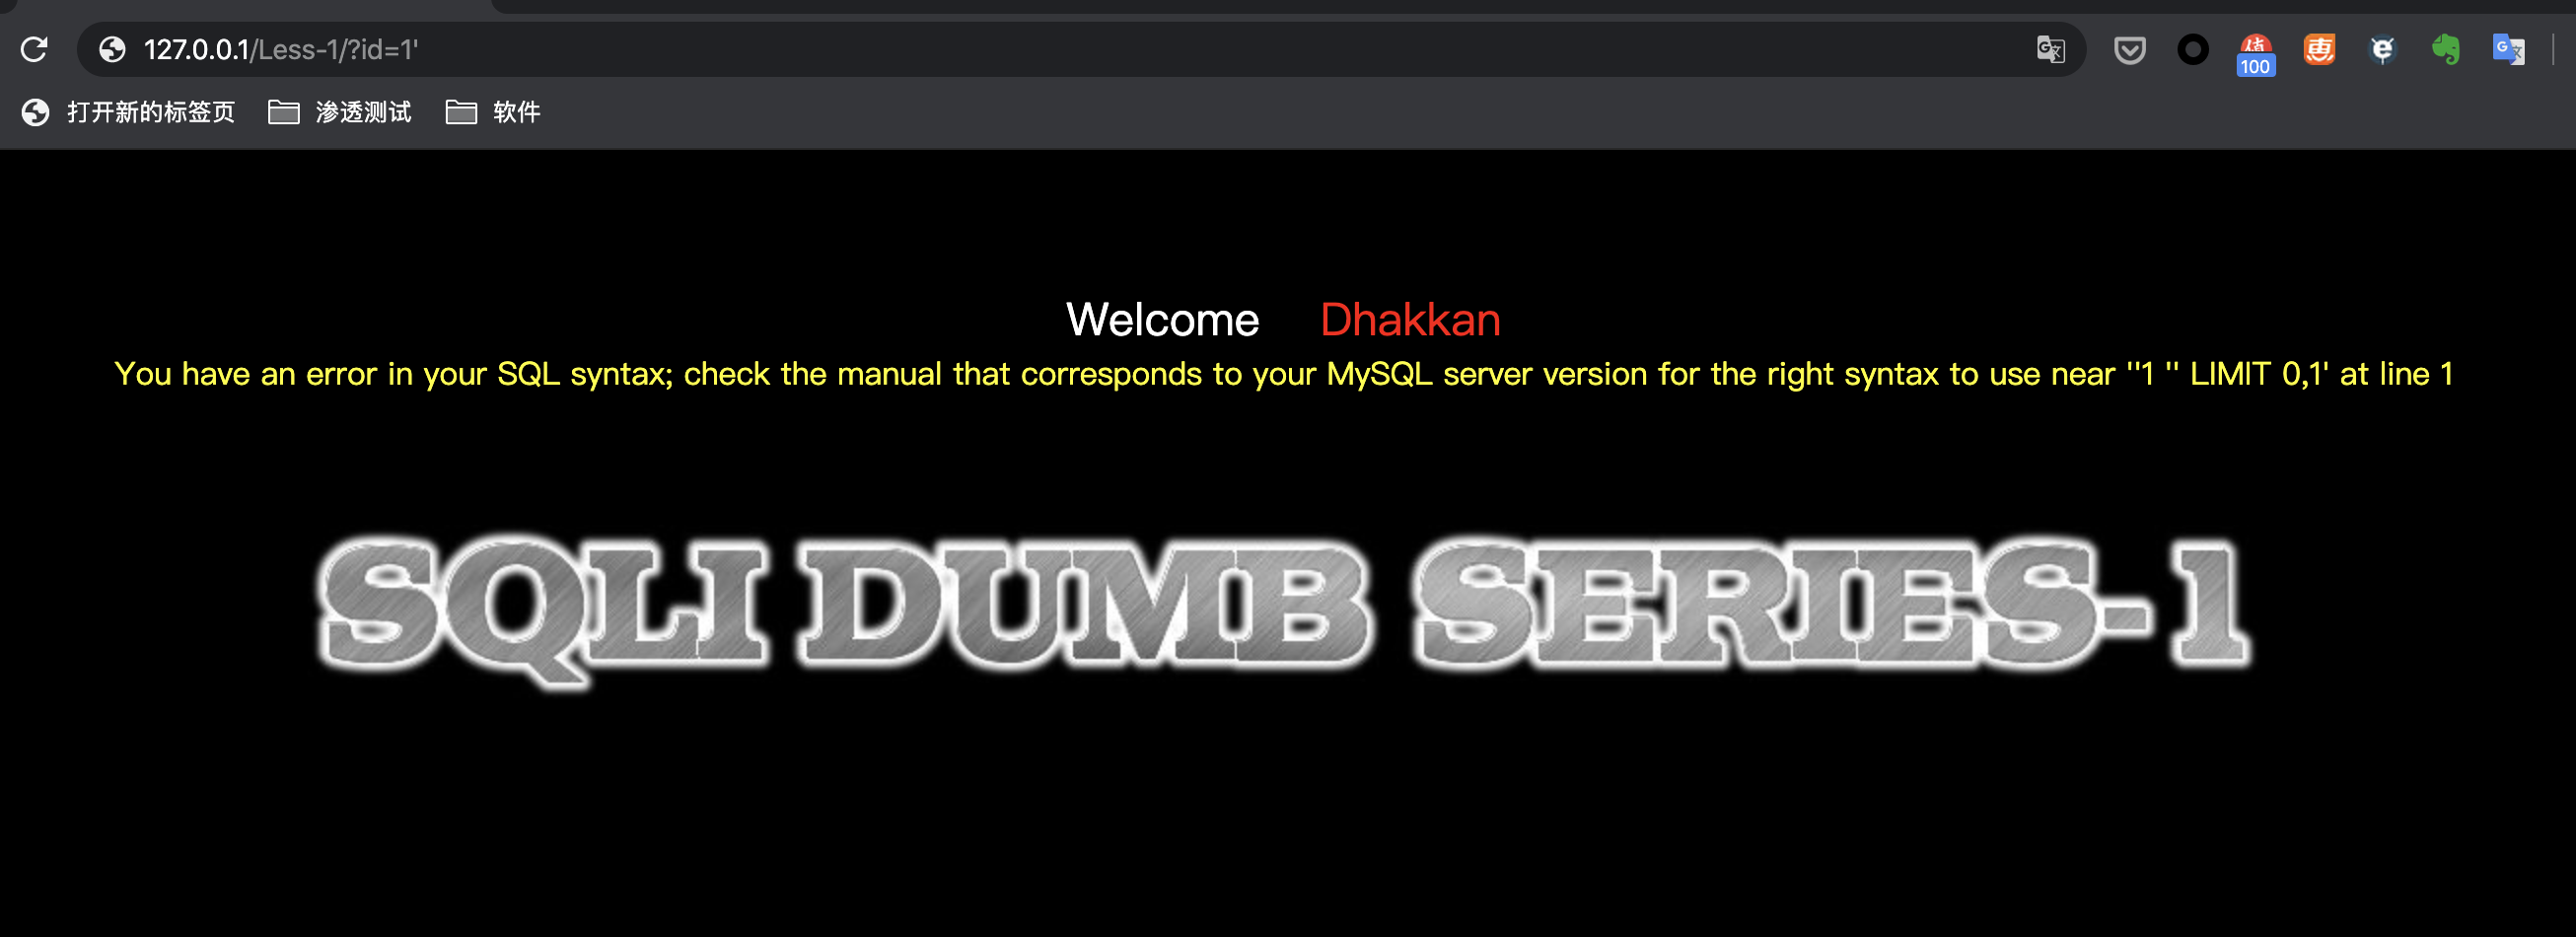 127.0.0.1/Less-1/?id=1'
值
100
惠
打开新的标签页 渗透测试 软件
Welcome Dhakkan
You have an error in your SQL syntax; check the manual that corresponds to your MySQL server version for the right syntax to use near ''1 '' LIMIT 0,1' at line 1
SQLI DUMB SERIES-1